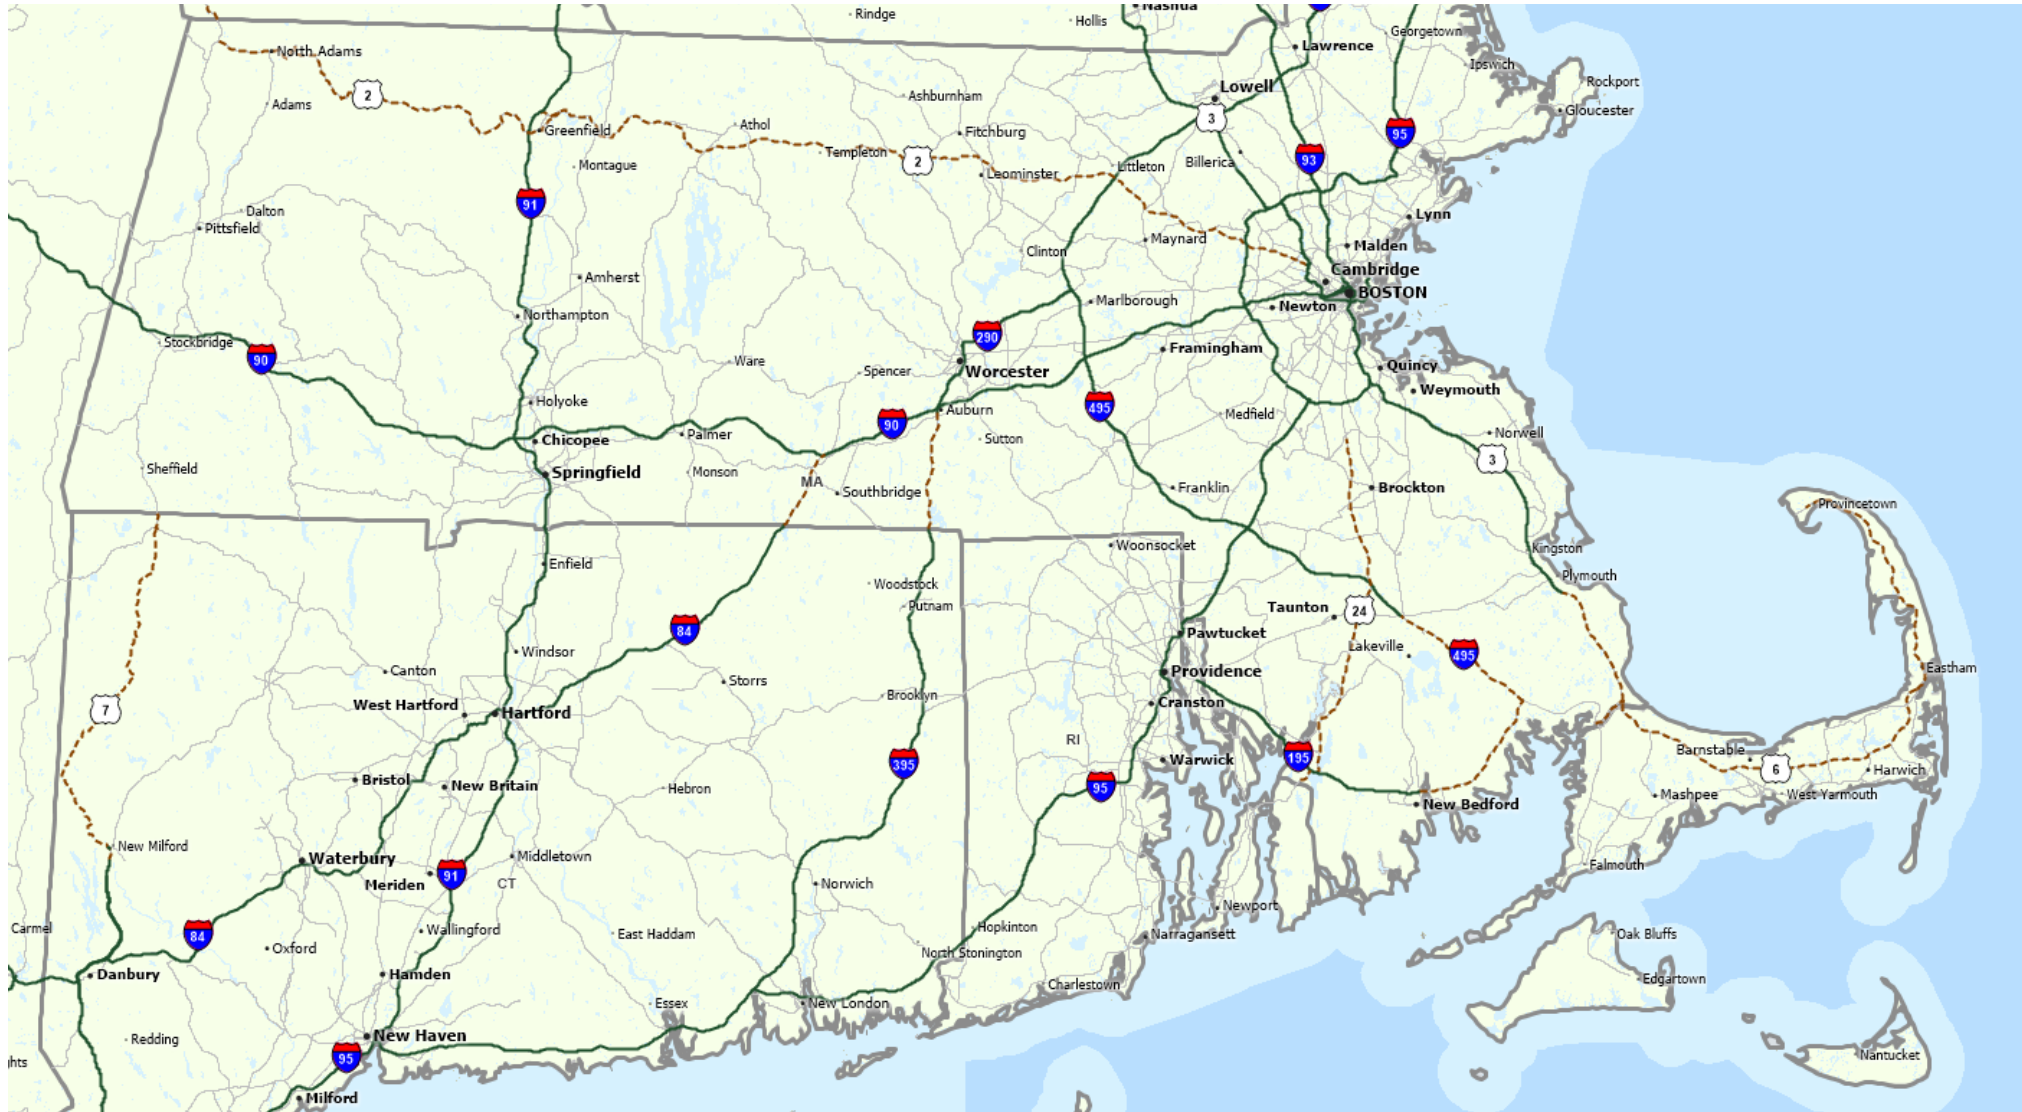 Rindge
Hollis
Nashua
Georgetown
North Adams
Lawrence
Ipswich
Rockport
2
Ashburnham
Lowell
Adams
Gloucester
3
Greenfield
Athol
Fitchburg
95
Templeton
2
Billerica
93
Montague
Leominster
Littleton
91
Dalton
Lynn
Pittsfield
Maynard
Malden
Clinton
Cambridge
Amherst
BOSTON
Marlborough
Newton
Northampton
290
Stockbridge
Framingham
90
Ware
Spencer
Worcester
Quincy
Weymouth
Holyoke
495
Auburn
Medfield
90
Palmer
Chicopee
Sutton
Norwell
3
Sheffield
Springfield
Monson
MA
Southbridge
Franklin
Brockton
Provincetown
Woonsocket
Kingston
Enfield
Woodstock
Plymouth
Putnam
Taunton
24
84
Pawtucket
Lakeville
495
Windsor
Canton
Storrs
Providence
Eastham
Brooklyn
West Hartford
Hartford
Cranston
7
RI
Barnstable
395
Warwick
195
6
Harwich
Bristol
New Britain
Hebron
95
Mashpee
West Yarmouth
New Bedford
New Milford
Waterbury
Middletown
Falmouth
Meriden
91
CT
Norwich
Newport
Carmel
84
Wallingford
East Haddam
Hopkinton
Narragansett
Oak Bluffs
Oxford
North Stonington
Danbury
Hamden
Charlestown
Edgartown
Essex
New London
Redding
New Haven
95
Nantucket
hts
Milford